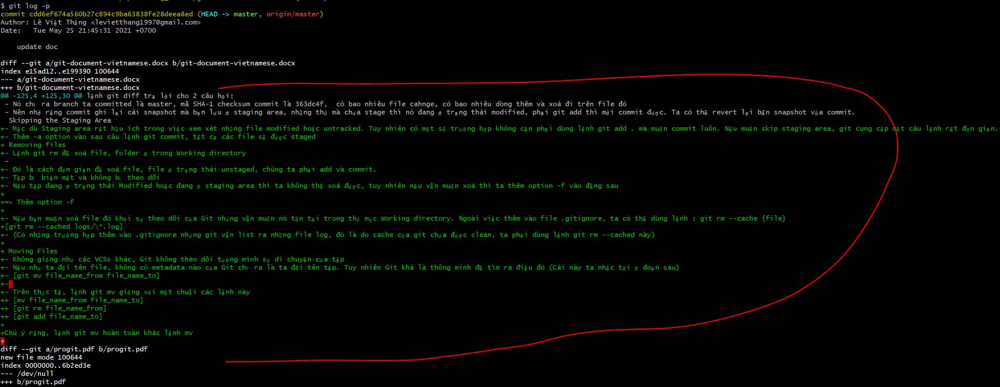 $ git log -p
commit cdd6ef674a560b27c894c9ba63838fe28deea8ed (HEAD -> master, origin/master)
Author: Lê Việt Thắng <levietthang1997@gmail.com>
Date:   Tue May 25 21:45:31 2021 +0700
    update doc
diff --git a/git-document-vietnamese.docx b/git-document-vietnamese.docx
index e15ad12..e199390 100644
--- a/git-document-vietnamese.docx
+++ b/git-document-vietnamese.docx
@@ -125,4 +125,30 @@ lệnh git diff trả lời cho 2 câu hỏi:
 - Nó chỉ ra branch ta committed là master, mã SHA-1 checksum commit là 363dc4f,  có bao nhiêu file cahnge, có bao nhiêu dòng thêm và xoá đi trên file đó
 - Nên nhớ rằng commit ghi lại cái snapshot mà bạn lưu ở staging area, những thứ mà chưa stage thì nó đang ở trạng thái modified, phải git add thì mới commit được. Ta có thể revert lại bản snapshot vừa commit.
  Skipping the Staging Area
+- Mặc dù Staging area rất hữu ích trong việc xem xét những file modified hoặc untracked. Tuy nhiên có một số trường hợp không cần phải dùng lệnh git add . mà muốn commit luôn. Nếu muốn skip staging area, git cung cấp một câu lệnh rất đơn giản.
+- Thêm -a option vào sau câu lệnh git commit, tất cả các file sẽ được staged
+ Removing files
+- Lệnh git rm để xoá file, folder ở trong Working directory
 -
+- Đó là cách đơn giản để xoá file, file ở trạng thái unstaged, chúng ta phải add và commit.
+- Tập bị biến mất và không bị theo dõi
+- Nếu tập đang ở trạng thái Modified hoặc đang ở staging area thì ta không thể xoá được, tuy nhiên nếu vẫn muốn xoá thì ta thêm option -f vào đằng sau
+
+=> Thêm option -f
+
+- Nếu bạn muốn xoá file đó khỏi sự theo dõi của Git nhưng vẫn muốn nó tồn tại trong thư mục Working directory. Ngoài việc thêm vào file .gitignore, ta có thể dùng lệnh : git rm --cache {file}
+[git rm --cached logs/\*.log]
+- (Có những trường hợp thêm vào .gitignore nhưng git vẫn list ra những file log, đó là do cache của git chưa được clean, ta phải dùng lệnh git rm --cached này)
+
+ Moving Files
+- Không giống như các VCSs khác, Git không theo dõi tường minh sự di chuyển của tệp
+- Nếu như ta đổi tên file, không có metadata nào của Git chỉ ra là ta đổi tên tệp. Tuy nhiên Git khá là thông minh để tìm ra điều đó (Cái này ta nhắc tới ở đoạn sau)
+- [git mv file_name_from file_name_to]
+-
+- Trên thực tế, lệnh git mv giống với một chuỗi các lệnh này
++ [mv file_name_from file_name_to]
++ [git rm file_name_from]
++ [git add file_name_to]
+
+Chú ý rằng, lệnh git mv hoàn toàn khác lệnh mv
+
diff --git a/progit.pdf b/progit.pdf
new file mode 100644
index 0000000..6b2ed3e
--- /dev/null
+++ b/progit.pdf